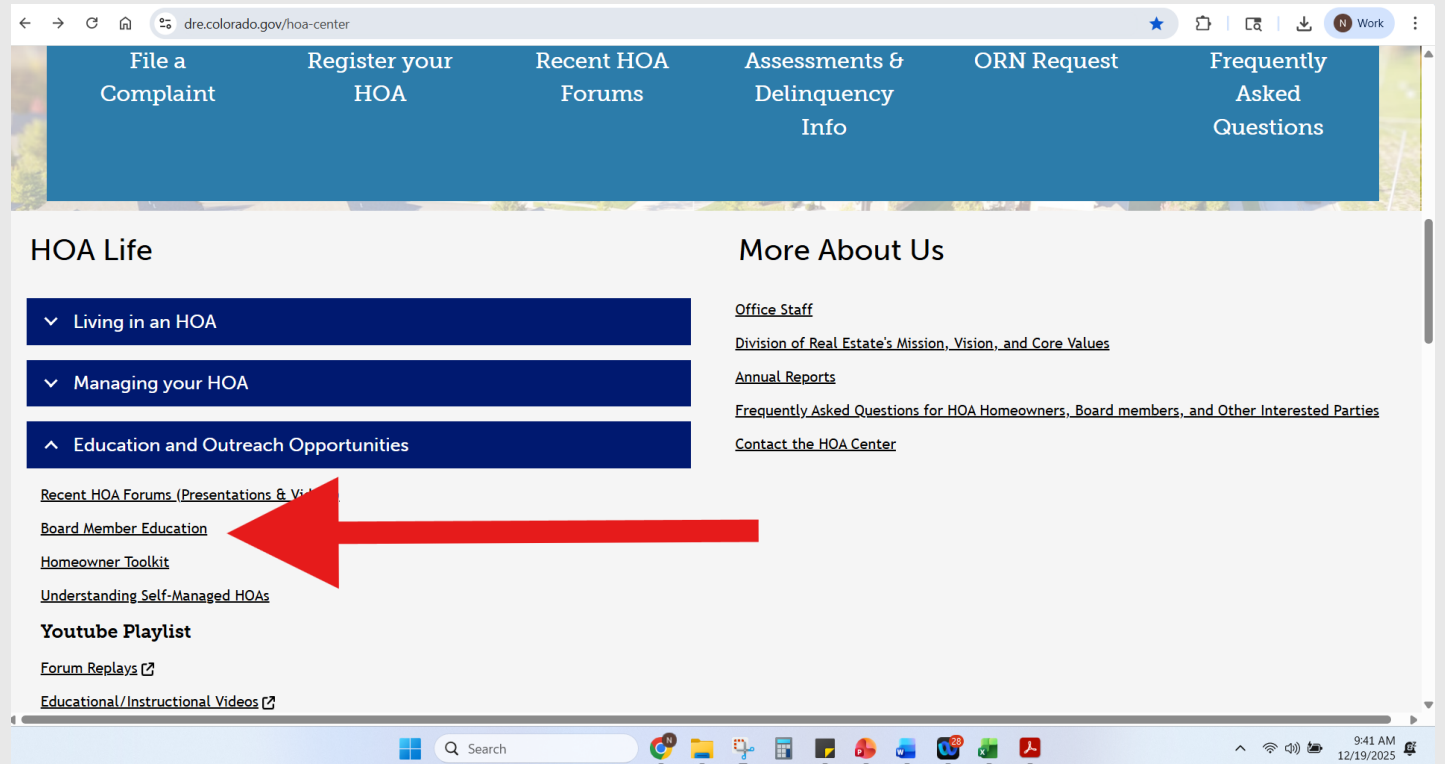 dre.colorado.gov/hoa-center
N Work
File a
Complaint
Register your
HOA
Recent HOA
Forums
Assessments &
Delinquency
Info
ORN Request
Frequently
Asked
Questions
HOA Life
Living in an HOA
Managing your HOA
Education and Outreach Opportunities
Recent HOA Forums (Presentations &
Board Member Education
Homeowner Toolkit
Understanding Self-Managed HOAs
Youtube Playlist
Forum Replays
Educational/Instructional Videos
More About Us
Office Staff
Division of Real Estate's Mission, Vision, and Core Values
Annual Reports
Frequently Asked Questions for HOA Homeowners, Board members, and Other Interested Parties
Contact the HOA Center
Search
N
28
9:41 AM
12/19/2025